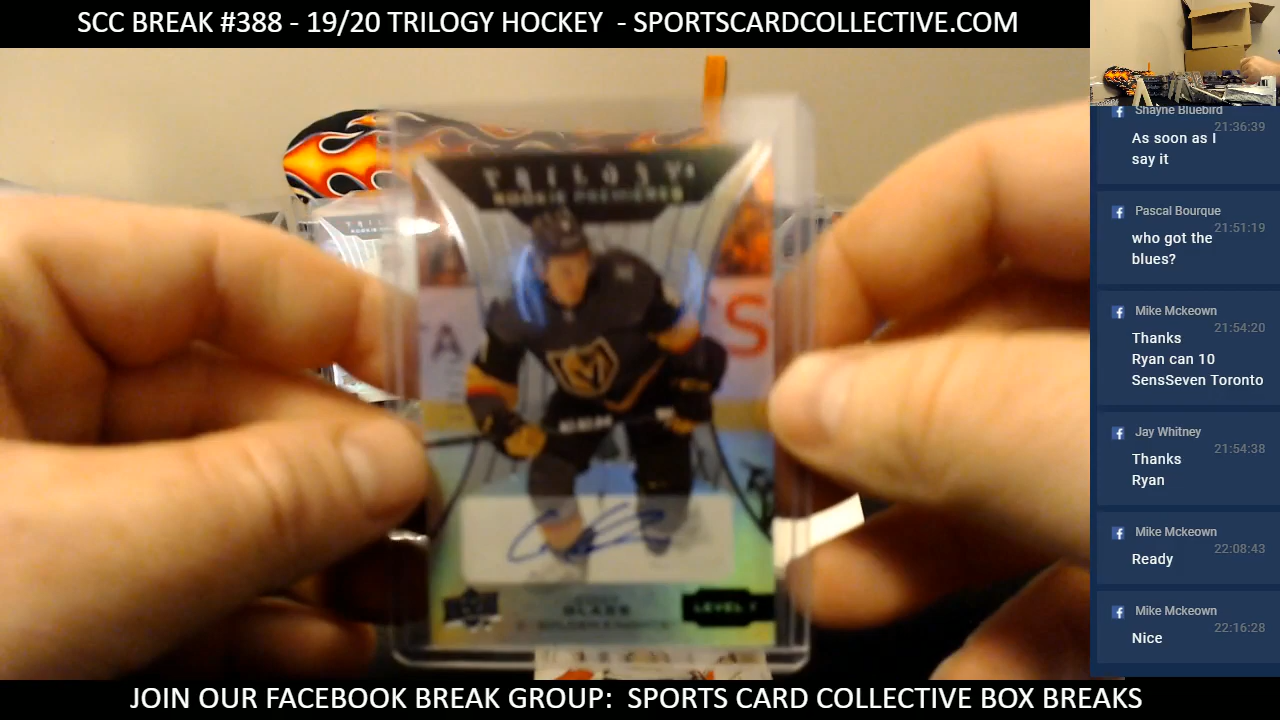 SCC BREAK #388 - 19/20 TRILOGY HOCKEY - SPORTSCARDCOLLECTIVE.COM
TRILOGY
ROOKIE PREMIERES
GLASS
GOLDEN KNIGHTS
LEVEL 1
Shayne Bluebird
21:36:39
As soon as I
say it
Pascal Bourque
21:51:19
who got the
blues?
Mike Mckeown
21:54:20
Thanks
Ryan can 10
SensSeven Toronto
Jay Whitney
21:54:38
Thanks
Ryan
Mike Mckeown
22:08:43
Ready
Mike Mckeown
22:16:28
Nice
JOIN OUR FACEBOOK BREAK GROUP: SPORTS CARD COLLECTIVE BOX BREAKS